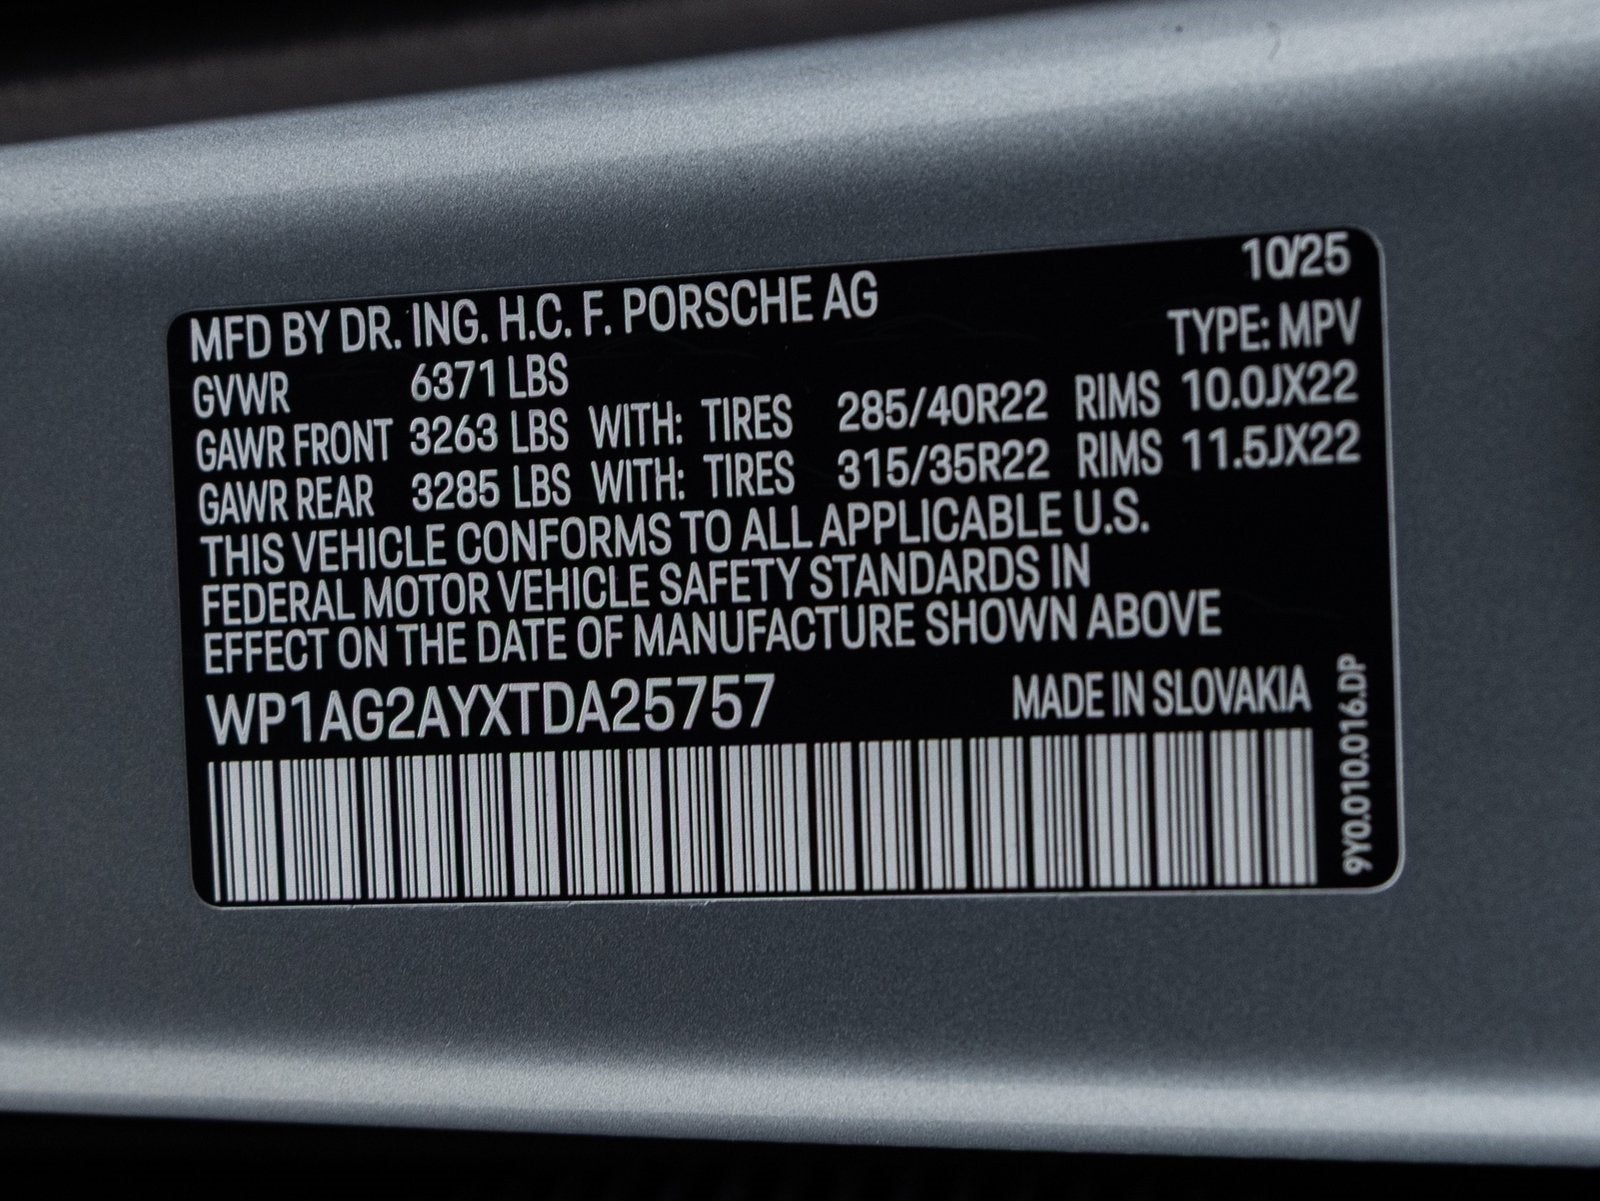 10/25
MFD BY DR. ING. H.C. F. PORSCHE AG
TYPE: MPV
GVWR 6371 LBS
GAWR FRONT 3263 LBS WITH: TIRES 285/40R22 RIMS 10.0JX22
GAWR REAR 3285 LBS WITH: TIRES 315/35R22 RIMS 11.5JX22
THIS VEHICLE CONFORMS TO ALL APPLICABLE U.S.
FEDERAL MOTOR VEHICLE SAFETY STANDARDS IN
EFFECT ON THE DATE OF MANUFACTURE SHOWN ABOVE
WP1AG2AYXTDA25757 MADE IN SLOVAKIA
9Y0.010.016.DP